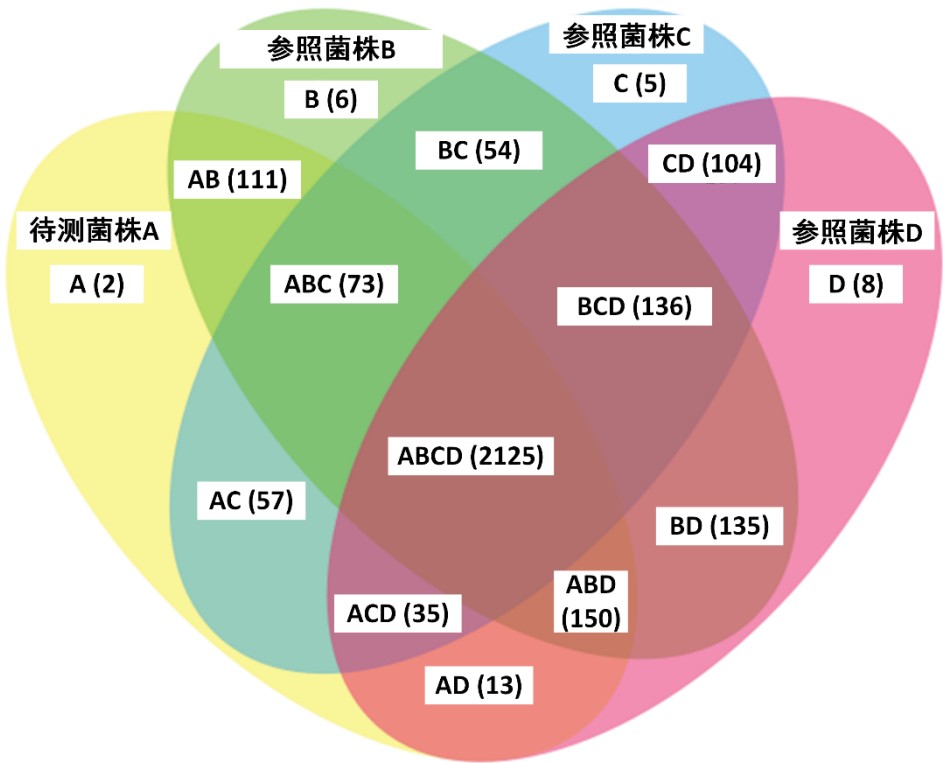 参照菌株B
B (6)
参照菌株C
C (5)
BC (54)
AB (111)
CD (104)
待测菌株A
A (2)
参照菌株D
D (8)
ABC (73)
BCD (136)
ABCD (2125)
AC (57)
BD (135)
ABD
(150)
ACD (35)
AD (13)